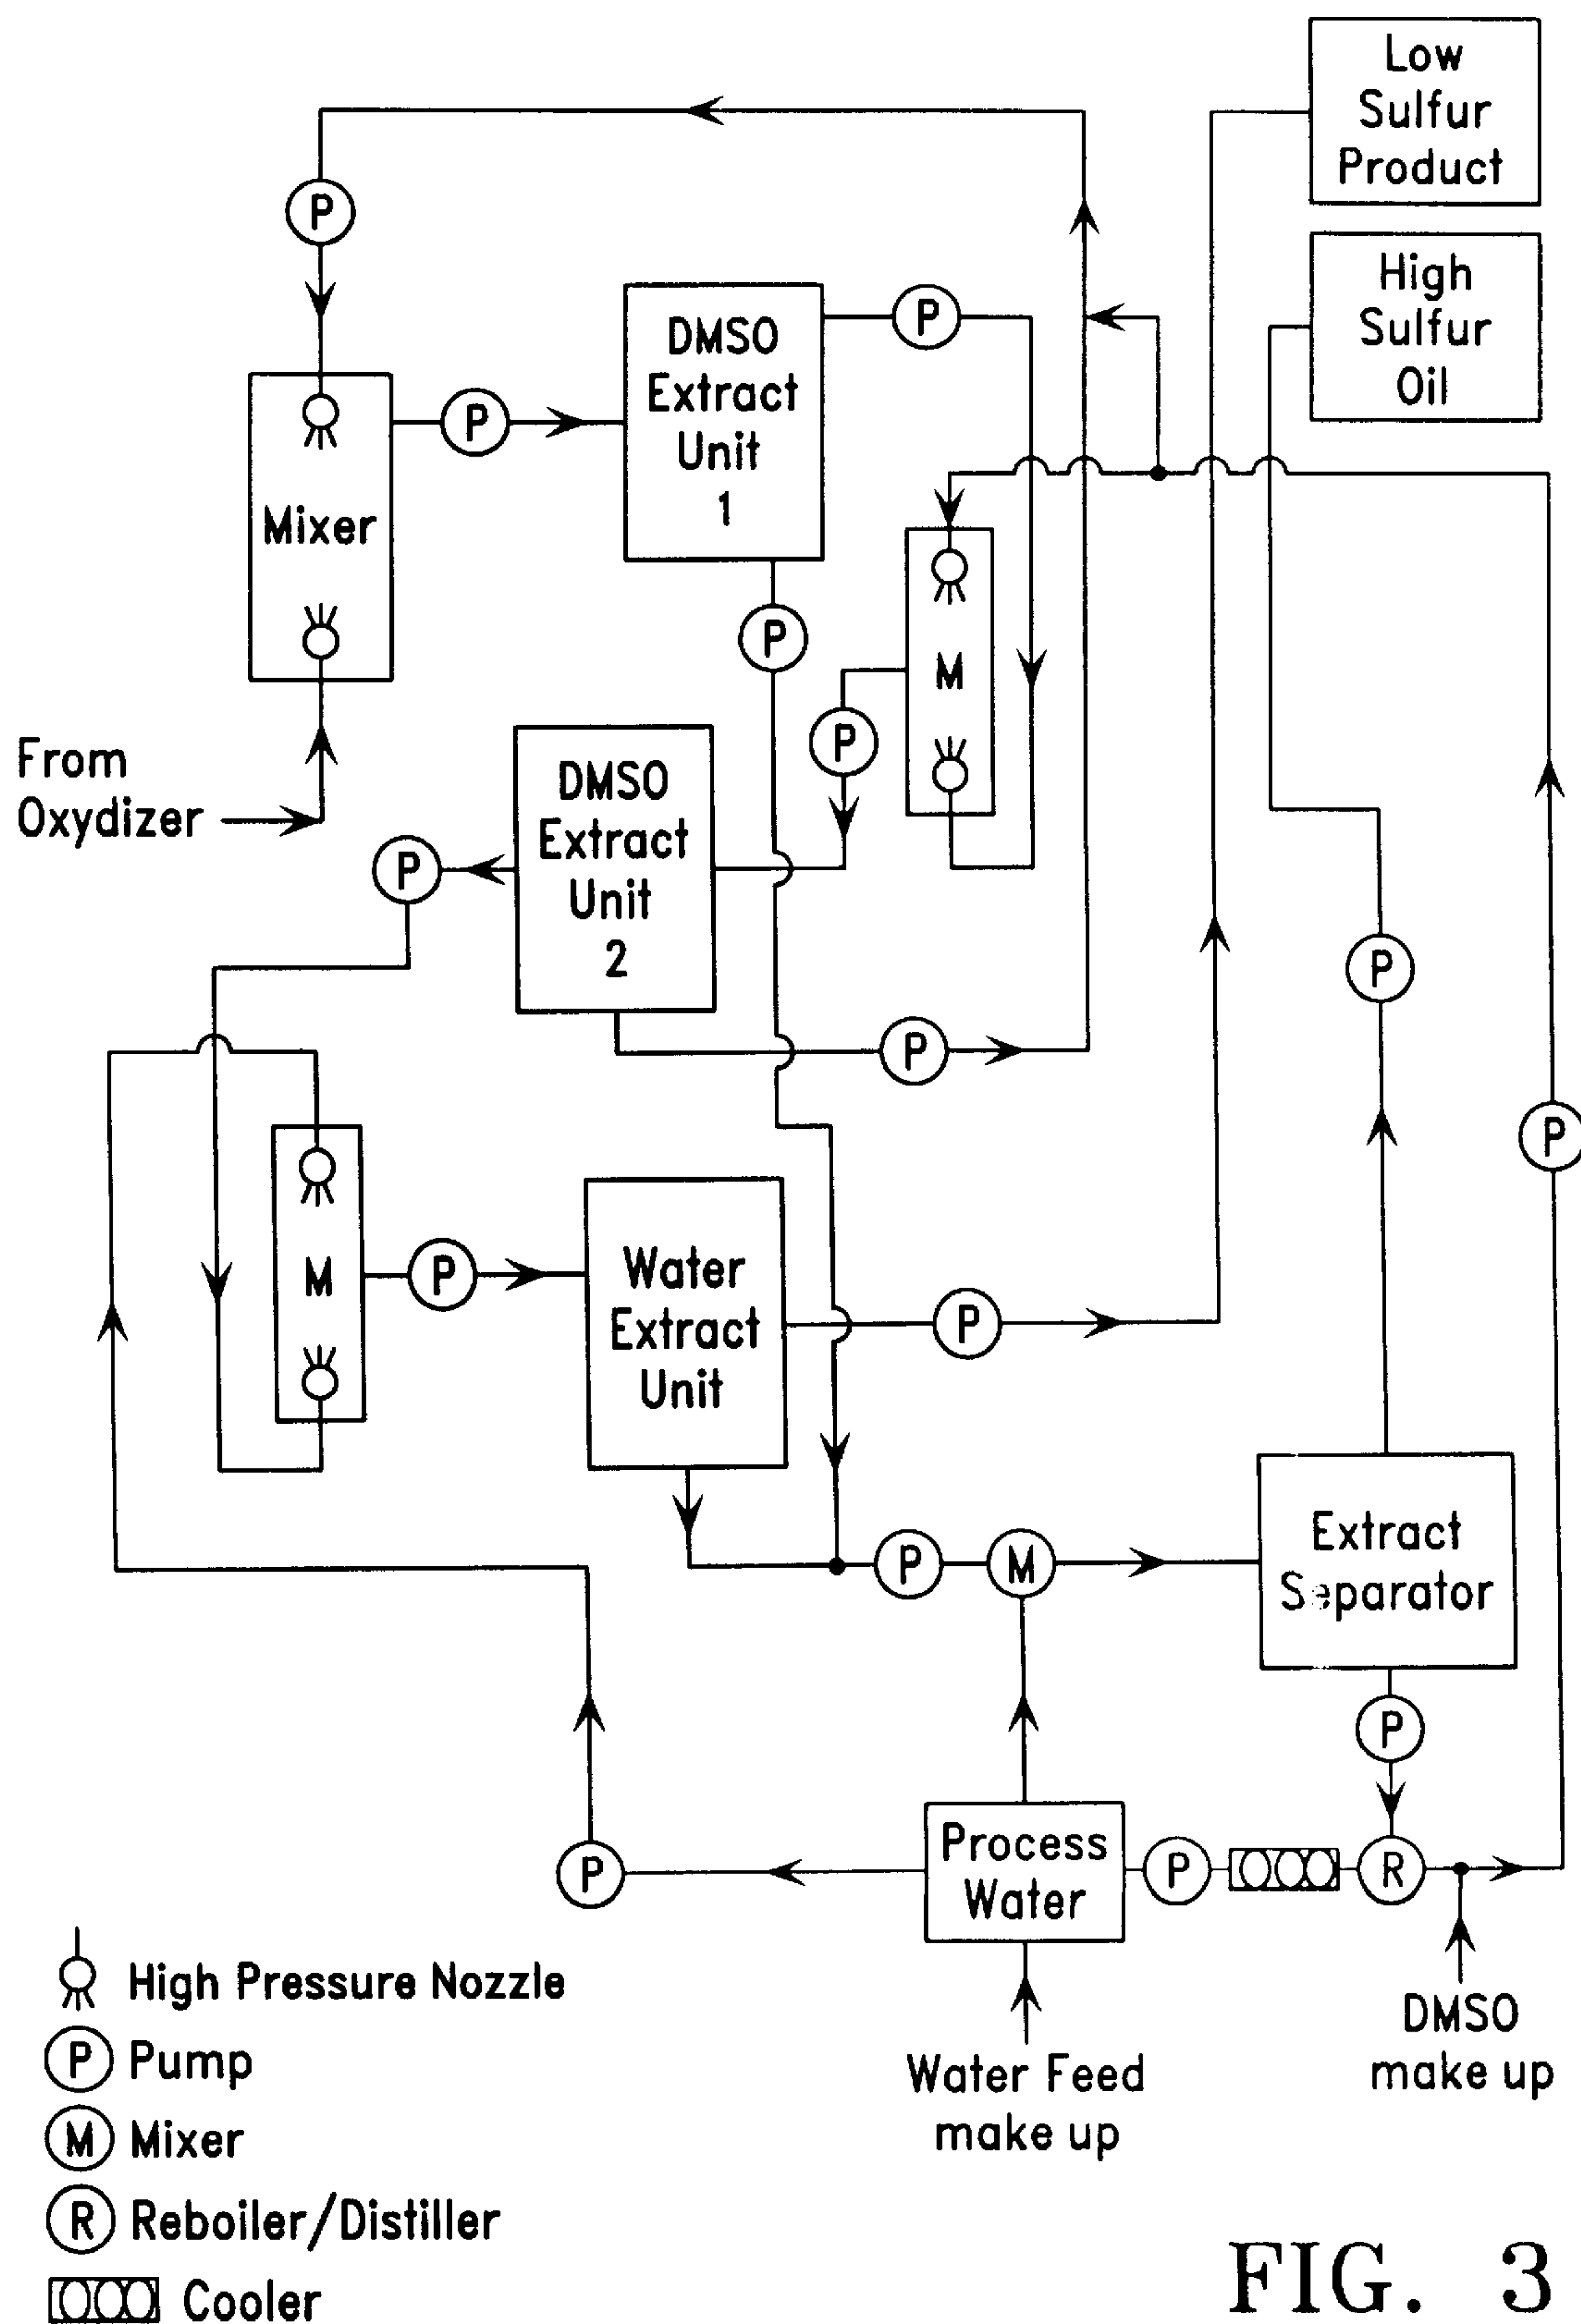 Low
Sulfur
Product
High
Sulfur
Oil
P
P
DMSO
Extract
Unit
1
P
Mixer
P
M
P
From
Oxydizer
DMSO
Extract
Unit
2
P
P
P
P
M
P
Water
Extract
Unit
P
P
P
M
Extract
Separator
P
P
Process
Water
P
R
DMSO
make up
Water Feed
make up
High Pressure Nozzle
P Pump
M Mixer
R Reboiler/Distiller
Cooler
FIG. 3